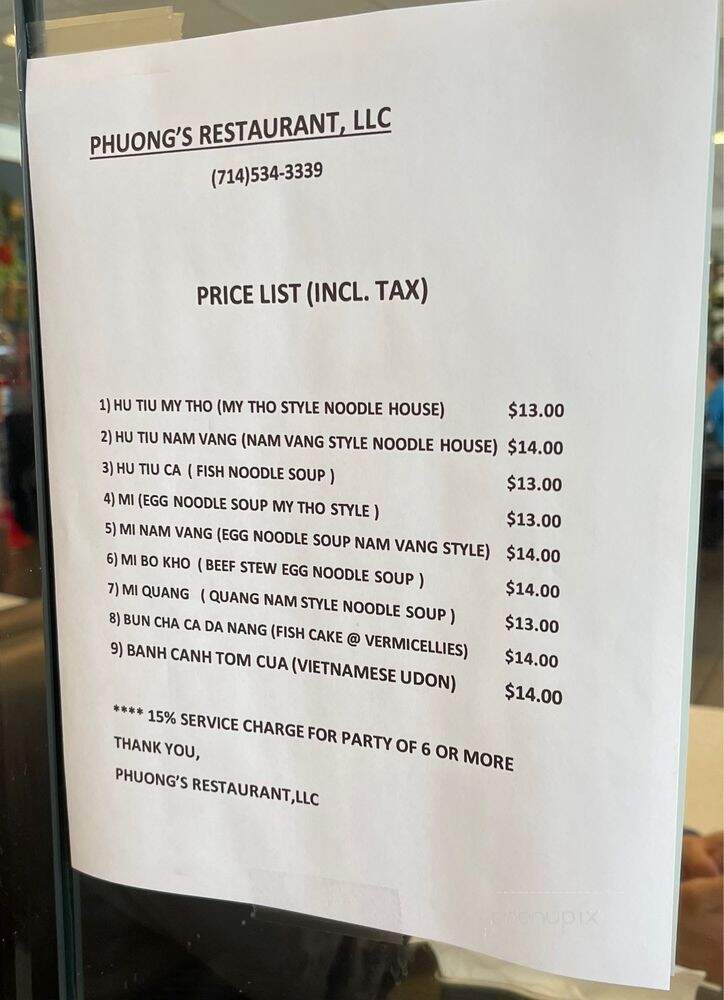 PHUONG'S RESTAURANT, LLC
(714)534-3339
PRICE LIST (INCL. TAX)
1) HU TIU MY THO (MY THO STYLE NOODLE HOUSE) $13.00
2) HU TIU NAM VANG (NAM VANG STYLE NOODLE HOUSE) $14.00
3) HU TIU CA ( FISH NOODLE SOUP ) $13.00
4) MI (EGG NOODLE SOUP MY THO STYLE ) $13.00
5) MI NAM VANG (EGG NOODLE SOUP NAM VANG STYLE) $14.00
6) MI BO KHO ( BEEF STEW EGG NOODLE SOUP ) $14.00
7) MI QUANG ( QUANG NAM STYLE NOODLE SOUP ) $13.00
8) BUN CHA CA DA NANG (FISH CAKE @ VERMICELLIES) $14.00
9) BANH CANH TOM CUA (VIETNAMESE UDON) $14.00
**** 15% SERVICE CHARGE FOR PARTY OF 6 OR MORE
THANK YOU,
PHUONG'S RESTAURANT,LLC